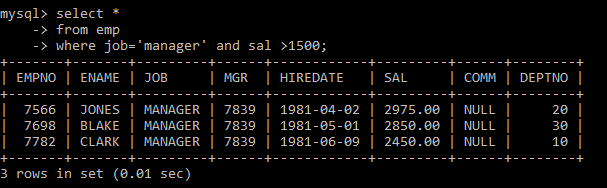 mysql> select *
    -> from emp
    -> where job='manager' and sal >1500;
+-------+-------+---------+------+------------+---------+------+--------+
| EMPNO | ENAME | JOB     | MGR  | HIREDATE   | SAL     | COMM | DEPTNO |
+-------+-------+---------+------+------------+---------+------+--------+
|  7566 | JONES | MANAGER | 7839 | 1981-04-02 | 2975.00 | NULL |     20 |
|  7698 | BLAKE | MANAGER | 7839 | 1981-05-01 | 2850.00 | NULL |     30 |
|  7782 | CLARK | MANAGER | 7839 | 1981-06-09 | 2450.00 | NULL |     10 |
+-------+-------+---------+------+------------+---------+------+--------+
3 rows in set (0.01 sec)